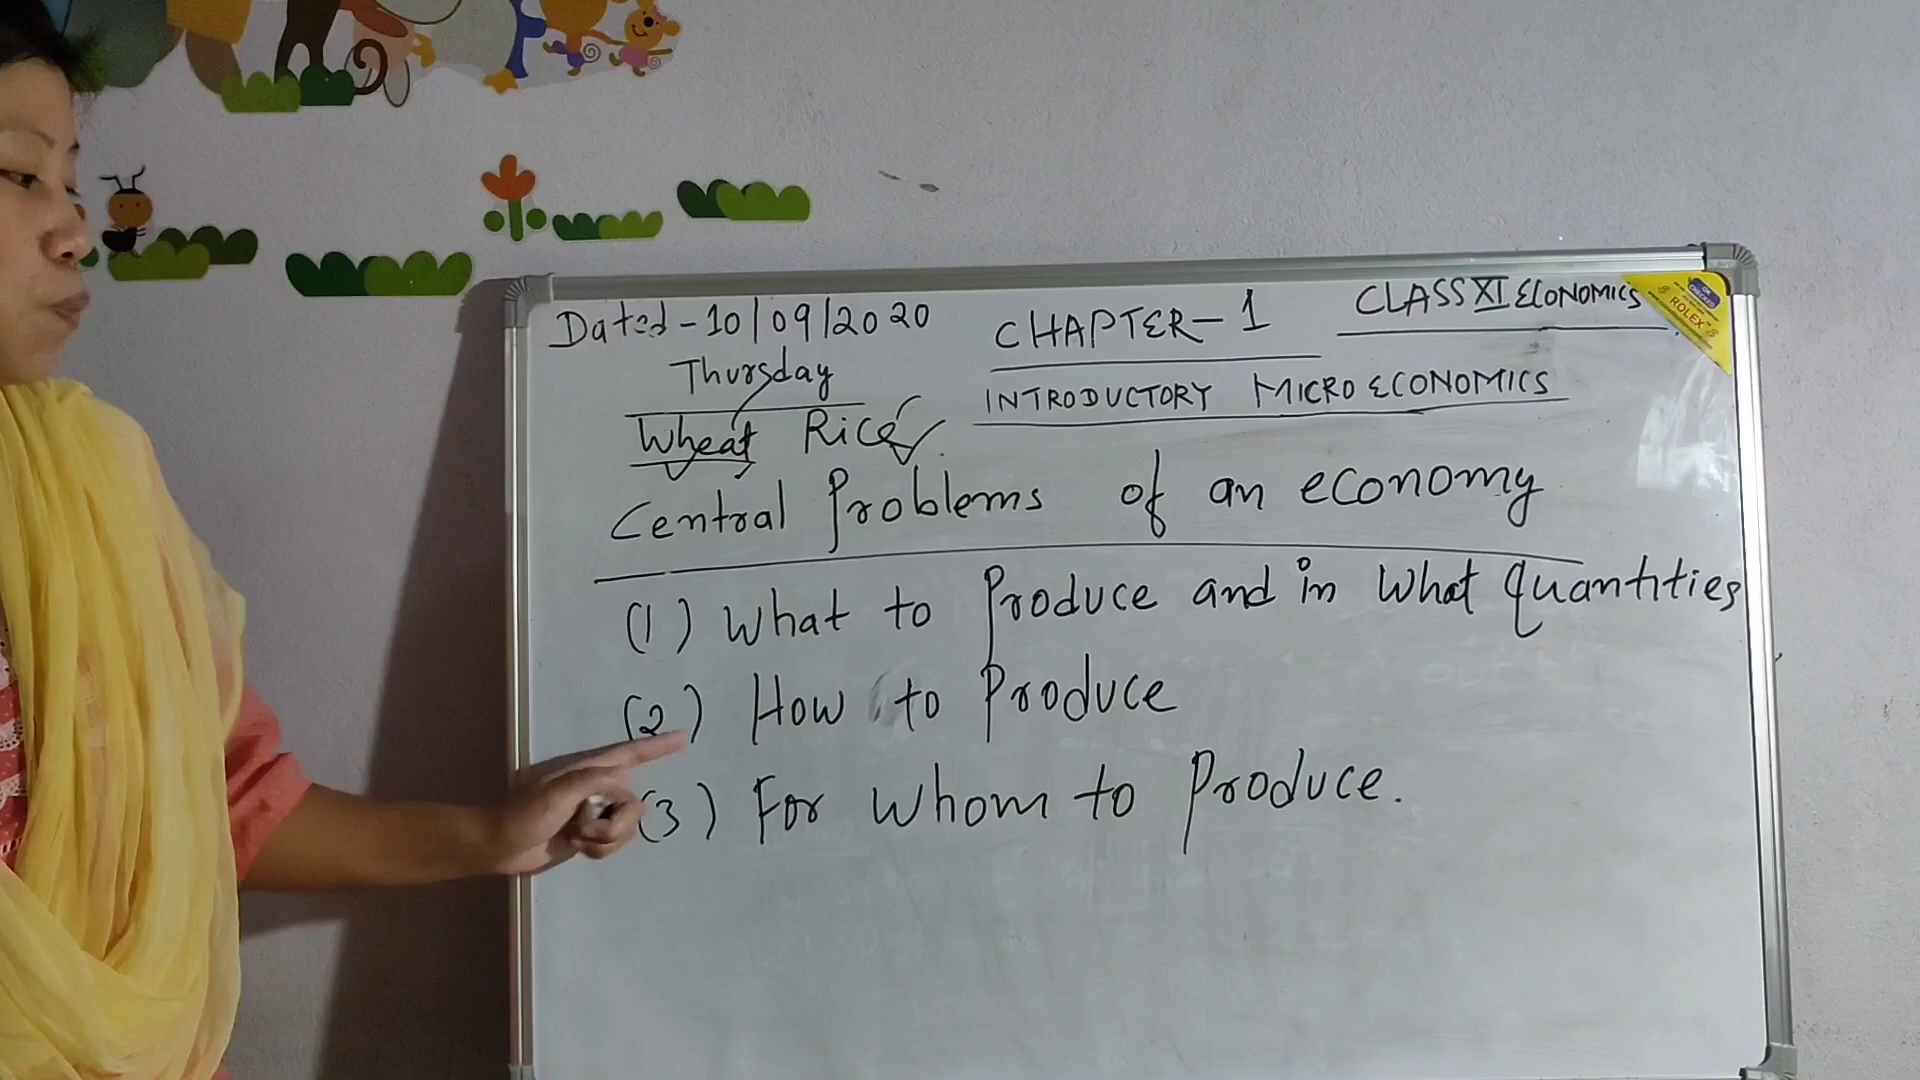 Dated - 10/09/2020
Thursday
CHAPTER - 1
CLASS XI ECONOMICS
INTRODUCTORY MICRO ECONOMICS
Wheat Rice
Central Problems of an economy
(1) What to Produce and in What quantities
(2) How to Produce
(3) For Whom to Produce.
ROLEX